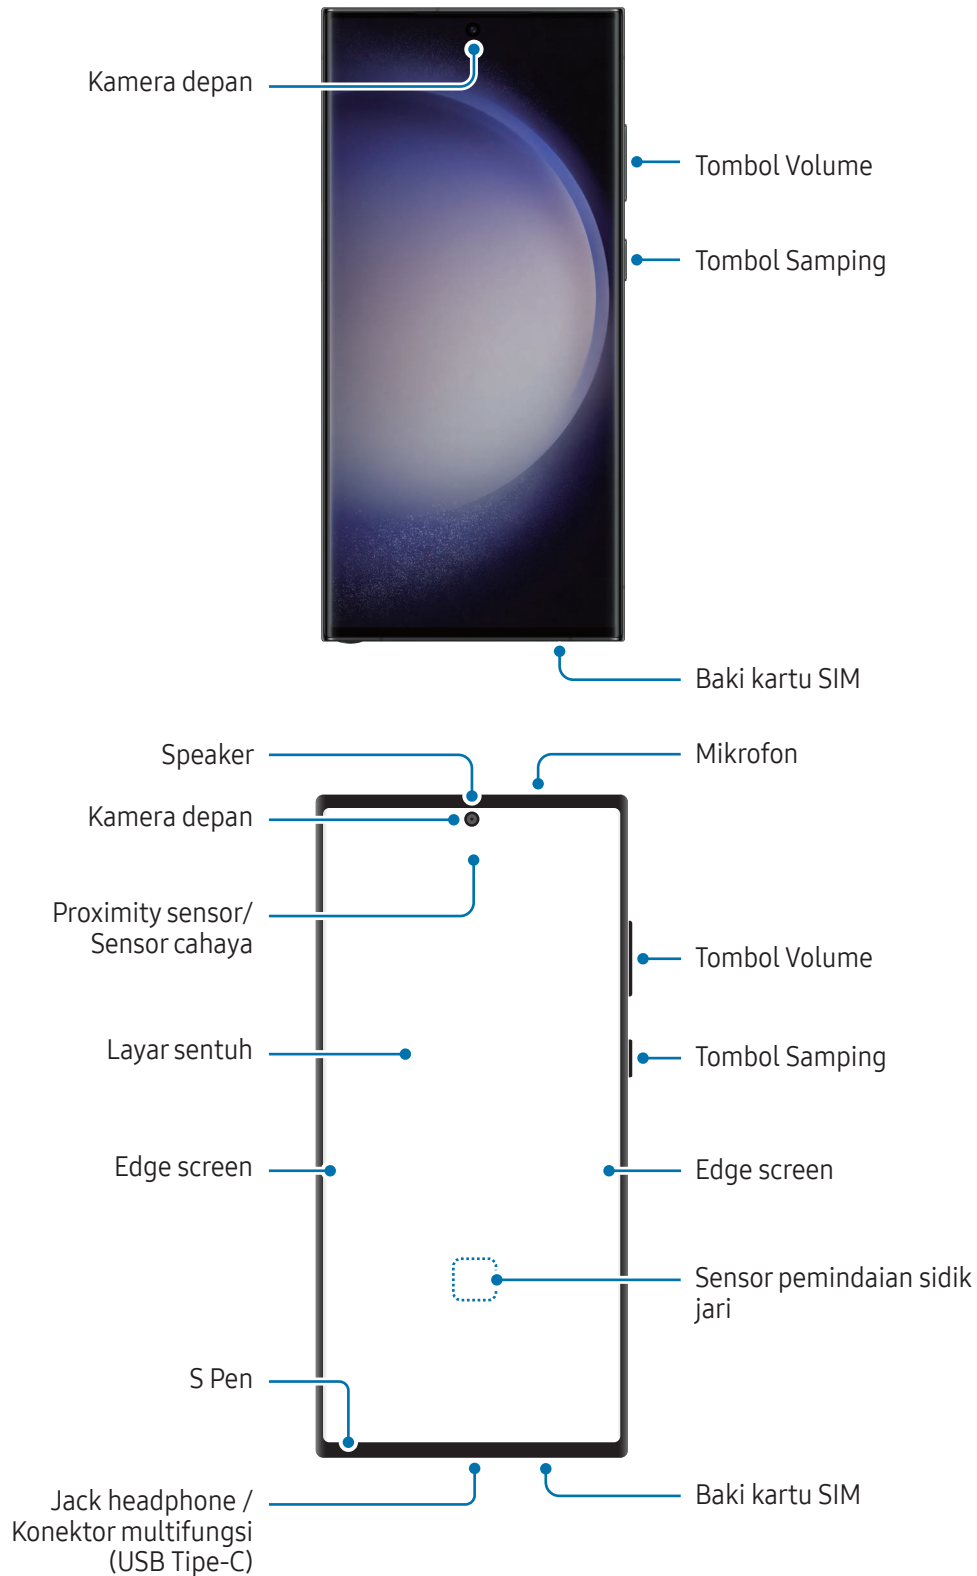 Kamera depan
Tombol Volume
Tombol Samping
Baki kartu SIM
Speaker
Mikrofon
Kamera depan
Proximity sensor/
Sensor cahaya
Tombol Volume
Layar sentuh
Tombol Samping
Edge screen
Edge screen
Sensor pemindaian sidik
jari
S Pen
Jack headphone /
Konektor multifungsi
(USB Tipe-C)
Baki kartu SIM